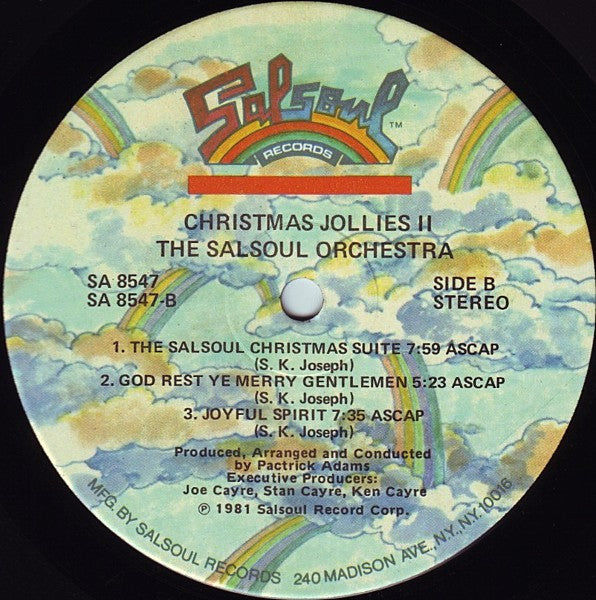 Salsoul TM
RECORDS
CHRISTMAS JOLLIES II
THE SALSOUL ORCHESTRA
SA 8547
SA 8547-B
SIDE B
STEREO
1. THE SALSOUL CHRISTMAS SUITE 7:59 ASCAP
(S. K. Joseph)
2. GOD REST YE MERRY GENTLEMEN 5:23 ASCAP
(S. K. Joseph)
3. JOYFUL SPIRIT 7:35 ASCAP
(S. K. Joseph)
Produced, Arranged and Conducted
by Pactrick Adams
Executive Producers:
Joe Cayre, Stan Cayre, Ken Cayre
℗ 1981 Salsoul Record Corp.
MFG. BY SALSOUL RECORDS 240 MADISON AVE., N.Y., N.Y. 10016